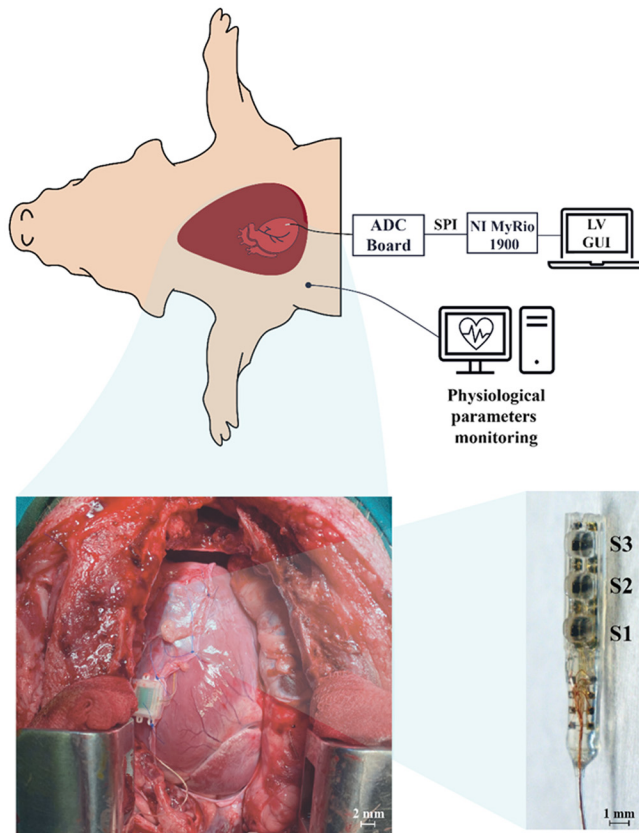 ADC
Board
SPI
NI MyRio
1900
LV
GUI
Physiological
parameters
monitoring
S3
S2
S1
2 mm
1 mm